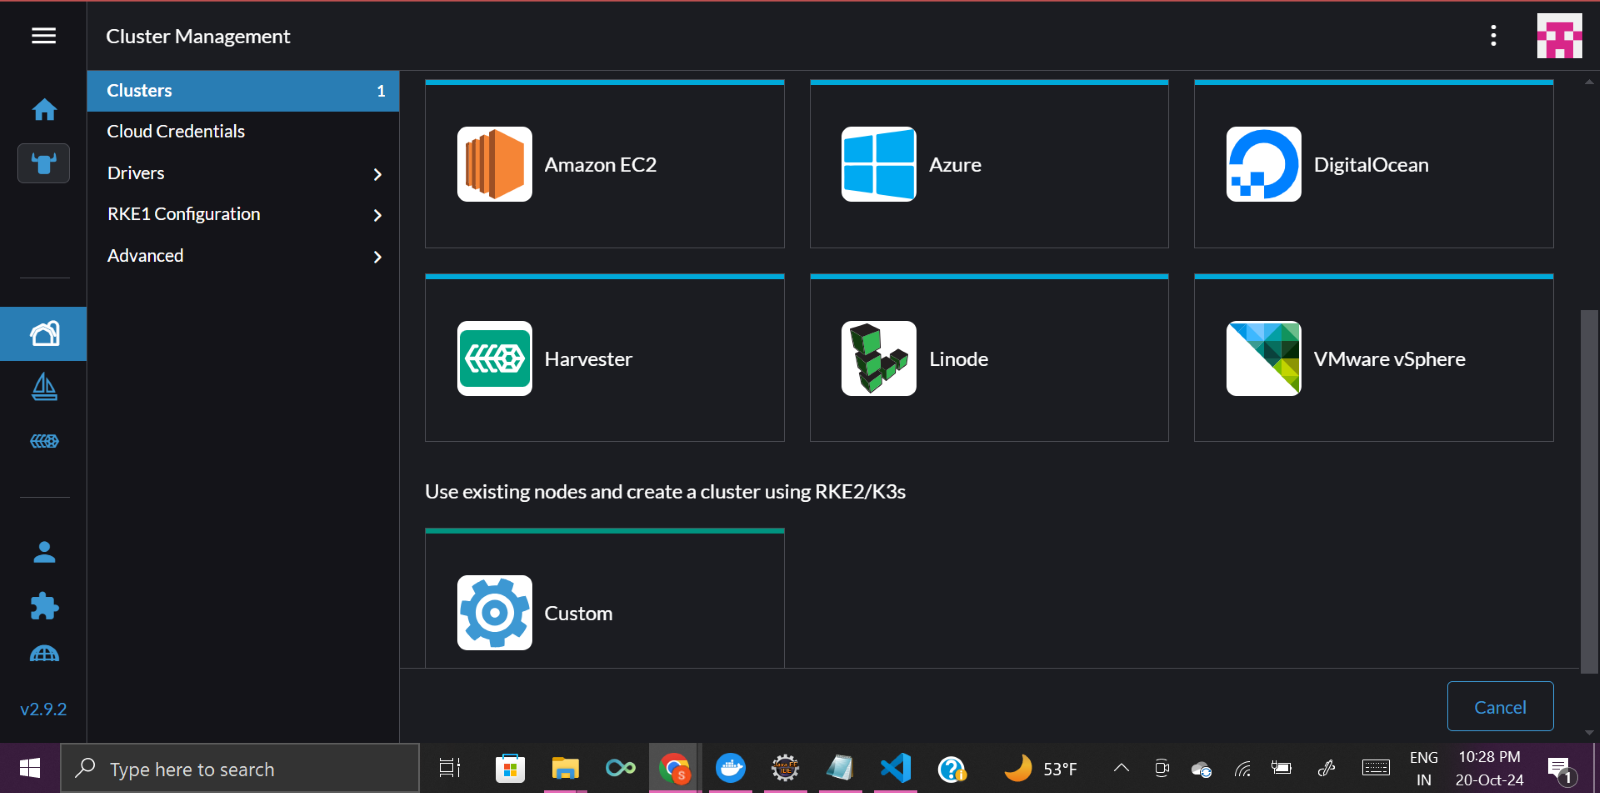 Cluster Management
Clusters 1
Cloud Credentials
Drivers
RKE1 Configuration
Advanced
Amazon EC2
Azure
DigitalOcean
Harvester
Linode
VMware vSphere
Use existing nodes and create a cluster using RKE2/K3s
Custom
Cancel
v2.9.2
Type here to search
S
53°F
ENG
IN
10:28 PM
20-Oct-24
1